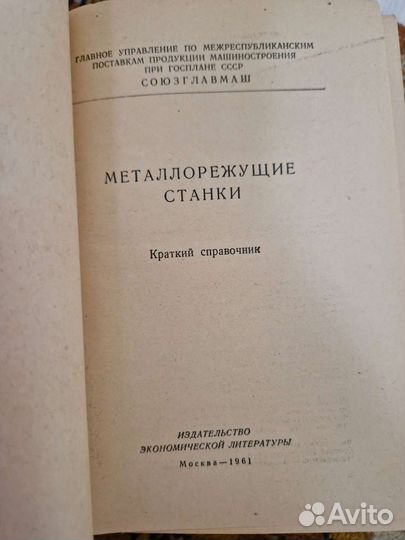 ГЛАВНОЕ УПРАВЛЕНИЕ ПО МЕЖРЕСПУБЛИКАНСКИМ
ПОСТАВКАМ ПРОДУКЦИИ МАШИНОСТРОЕНИЯ
ПРИ ГОСПЛАНЕ СССР
СОЮЗГЛАВМАШ
МЕТАЛЛОРЕЖУЩИЕ
СТАНКИ
Краткий справочник
ИЗДАТЕЛЬСТВО
ЭКОНОМИЧЕСКОЙ ЛИТЕРАТУРЫ
Москва—1961
Avito